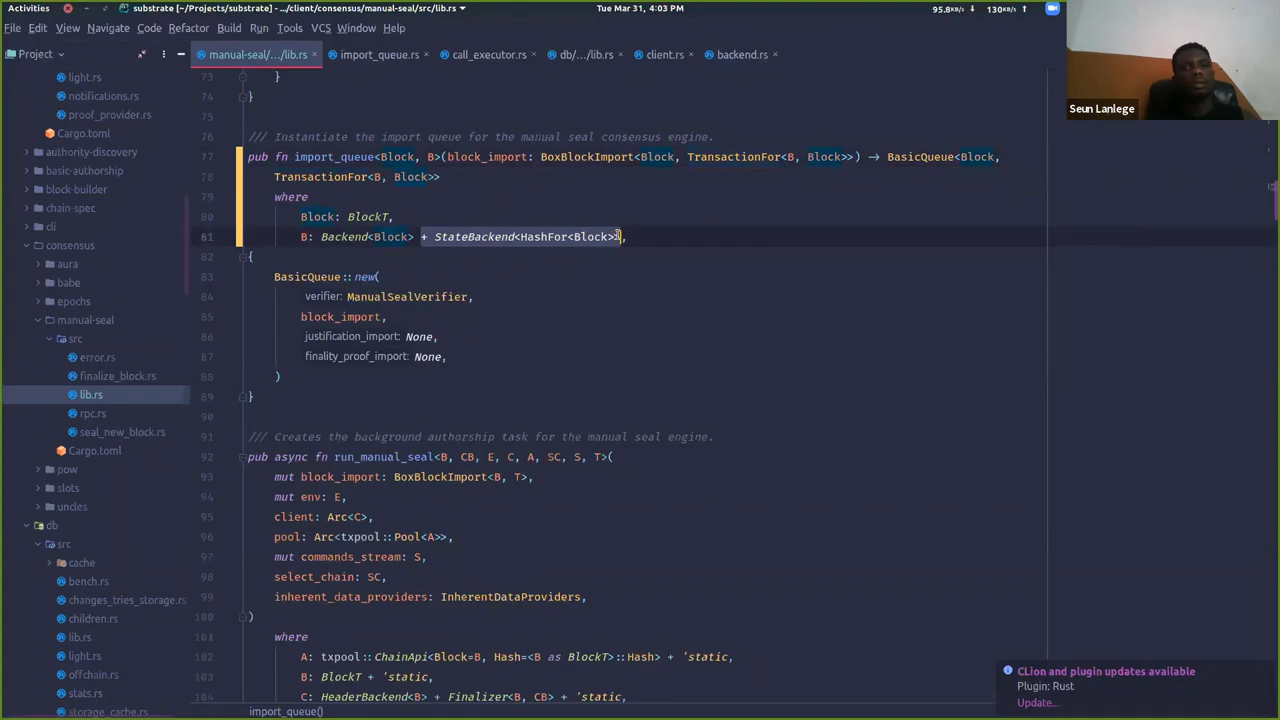 Activities
substrate [~/Projects/substrate] - .../client/consensus/manual-seal/src/lib.rs
Tue Mar 31, 4:03 PM
95.8kB/s ↓ 130kB/s ↑
File Edit View Navigate Code Refactor Build Run Tools VCS Window Help
Project
manual-seal/.../lib.rs × import_queue.rs × call_executor.rs × db/.../lib.rs × client.rs × backend.rs ×
Seun Lanlege
light.rs
notifications.rs
proof_provider.rs
Cargo.toml
authority-discovery
basic-authorship
block-builder
chain-spec
cli
consensus
aura
babe
epochs
manual-seal
src
error.rs
finalize_block.rs
lib.rs
rpc.rs
seal_new_block.rs
Cargo.toml
pow
slots
uncles
db
src
cache
bench.rs
changes_tries_storage.rs
children.rs
lib.rs
light.rs
offchain.rs
stats.rs
storage_cache.rs
73 }
74 }
75
76 /// Instantiate the import queue for the manual seal consensus engine.
77 pub fn import_queue<Block, B>(block_import: BoxBlockImport<Block, TransactionFor<B, Block>>) → BasicQueue<Block,
78 TransactionFor<B, Block>>
79 where
80 Block: BlockT,
81 B: Backend<Block> + StateBackend<HashFor<Block>>,
82 {
83 BasicQueue::new(
84 verifier: ManualSealVerifier,
85 block_import,
86 justification_import: None,
87 finality_proof_import: None,
88 )
89 }
90
91 /// Creates the background authorship task for the manual seal engine.
92 pub async fn run_manual_seal<B, CB, E, C, A, SC, S, T>(
93 mut block_import: BoxBlockImport<B, T>,
94 mut env: E,
95 client: Arc<C>,
96 pool: Arc<txpool::Pool<A>>,
97 mut commands_stream: S,
98 select_chain: SC,
99 inherent_data_providers: InherentDataProviders,
100 )
101 where
102 A: txpool::ChainApi<Block=B, Hash=<B as BlockT>::Hash> + 'static,
103 B: BlockT + 'static,
104 C: HeaderBackend<B> + Finalizer<B, CB> + 'static,
import_queue()
CLion and plugin updates available
Plugin: Rust
Update...